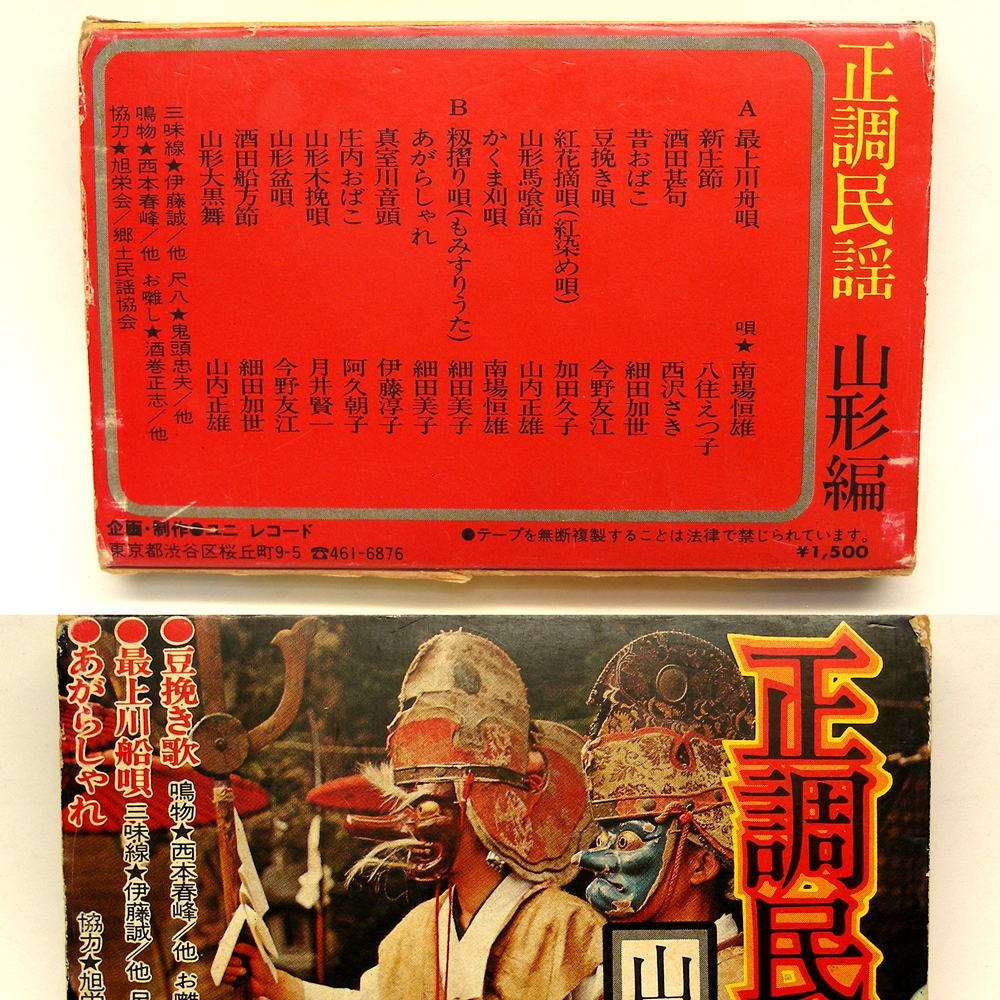 正調民謡 山形編
A 最上川舟唄 唄★南場恒雄
新庄節 八住えつ子
酒田甚句 西沢さき
昔おばこ 細田加世
豆挽き唄 今野友江
紅花摘唄(紅染め唄) 加田久子
山形馬喰節 山内正雄
かくま刈唄 南場恒雄
B 籾摺り唄(もみすりうた) 細田美子
あがらしゃれ 細田美子
真室川音頭 伊藤淳子
庄内おばこ 阿久朝子
山形木挽唄 月井賢一
山形盆唄 今野友江
酒田船方節 細田加世
山形大黒舞 山内正雄
三味線★伊藤誠/他 尺八★鬼頭忠夫/他
鳴物★西本春峰/他 お囃し★酒巻正志/他
協力★旭栄会/郷土民謡協会
企画・制作●ユニ レコード
東京都渋谷区桜丘町9-5 ☎461-6876
●テープを無断複製することは法律で禁じられています。
¥1,500
正調民
山
●豆挽き歌
●最上川船唄
●あがらしゃれ
鳴物★西本春峰/他 お
三味線★伊藤誠/他 尺
協力★旭栄